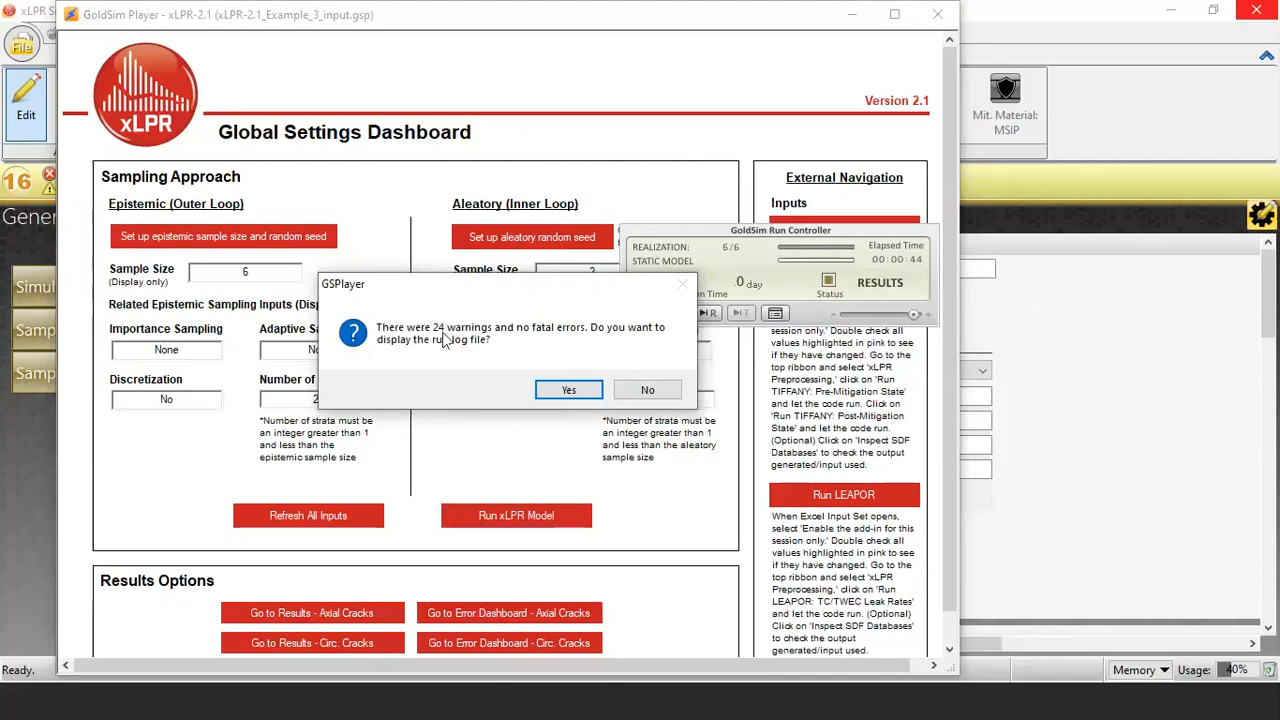 xLPR S
GoldSim Player - xLPR-2.1 (xLPR-2.1_Example_3_input.gsp)
File
Edit
Mit. Material:
MSIP
16
Gener
Simul
Samp
Samp
xLPR
Version 2.1
Global Settings Dashboard
Sampling Approach
Epistemic (Outer Loop)
Set up epistemic sample size and random seed
Sample Size
(Display only)
6
Related Epistemic Sampling Inputs (Dis
Importance Sampling
None
Adaptive Sa
No
Discretization
No
Number of
2
*Number of strata must be
an integer greater than 1
and less than the
epistemic sample size
Aleatory (Inner Loop)
Set up aleatory random seed
Sample Size
2
*Number of strata must be
an integer greater than 1
and less than the aleatory
sample size
Refresh All Inputs
Run xLPR Model
Results Options
Go to Results - Axial Cracks
Go to Error Dashboard - Axial Cracks
Go to Results - Circ. Cracks
Go to Error Dashboard - Circ. Cracks
External Navigation
Inputs
GoldSim Run Controller
REALIZATION:
6/6
STATIC MODEL
Elapsed Time
00:00:44
on Time
.0 day
Status
RESULTS
R
T
GSPlayer
There were 24 warnings and no fatal errors. Do you want to
display the run log file?
Yes
No
session only.' Double check all
values highlighted in pink to see
if they have changed. Go to the
top ribbon and select 'xLPR
Preprocessing,' click on 'Run
TIFFANY: Pre-Mitigation State'
and let the code run. Click on
'Run TIFFANY: Post-Mitigation
State' and let the code run.
(Optional) Click on 'Inspect SDF
Databases' to check the output
generated/input used.
Run LEAPOR
When Excel Input Set opens,
select 'Enable the add-in for this
session only.' Double check all
values highlighted in pink to see
if they have changed. Go to the
top ribbon and select 'xLPR
Preprocessing,' click on 'Run
LEAPOR: TC/TWEC Leak Rates'
and let the code run. (Optional)
Click on 'Inspect SDF Databases'
to check the output
generated/input used.
Ready.
Memory
Usage:
40%